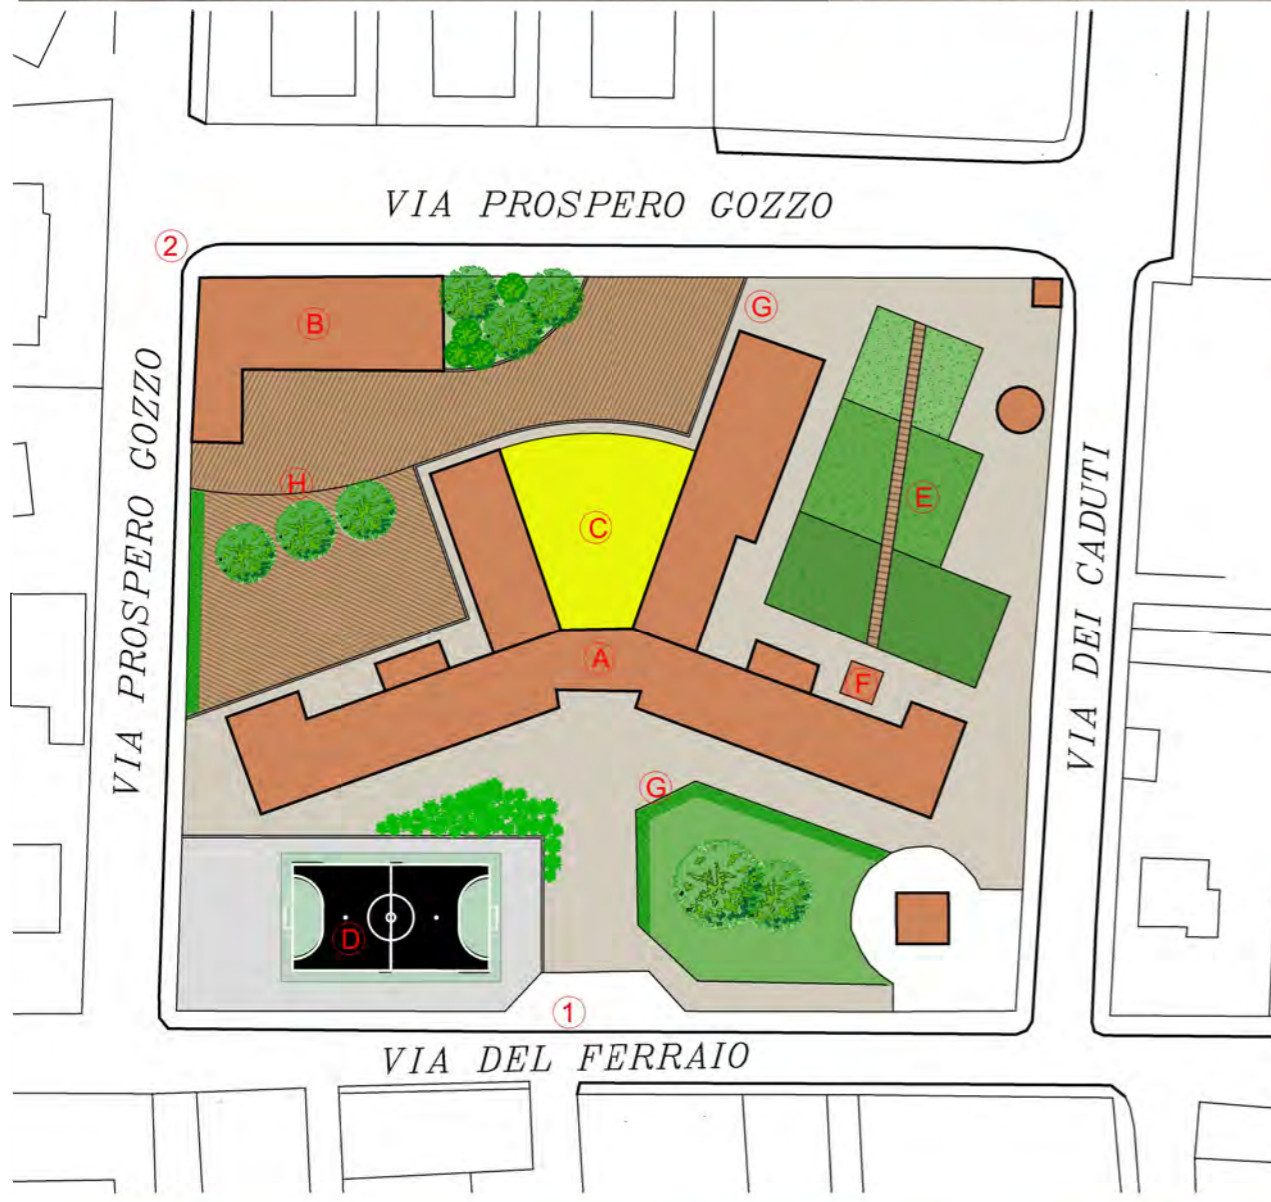 VIA PROSPERO GOZZO
2
G
B
VIA PROSPERO GOZZO
H
E
C
VIA DEI CADUTI
A
F
G
D
1
VIA DEL FERRAIO